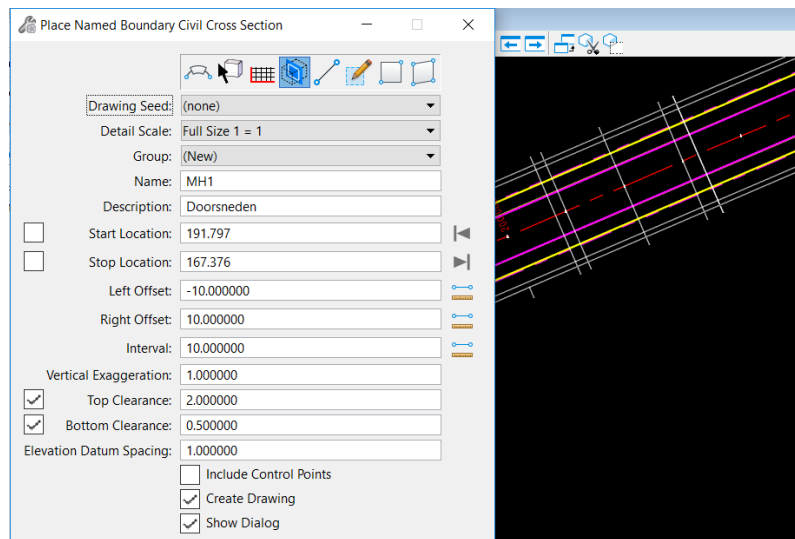 Place Named Boundary Civil Cross Section
Drawing Seed: (none)
Detail Scale: Full Size 1 = 1
Group: (New)
Name: MH1
Description: Doorsneden
Start Location: 191.797
Stop Location: 167.376
Left Offset: -10.000000
Right Offset: 10.000000
Interval: 10.000000
Vertical Exaggeration: 1.000000
Top Clearance: 2.000000
Bottom Clearance: 0.500000
Elevation Datum Spacing: 1.000000
Include Control Points
Create Drawing
Show Dialog